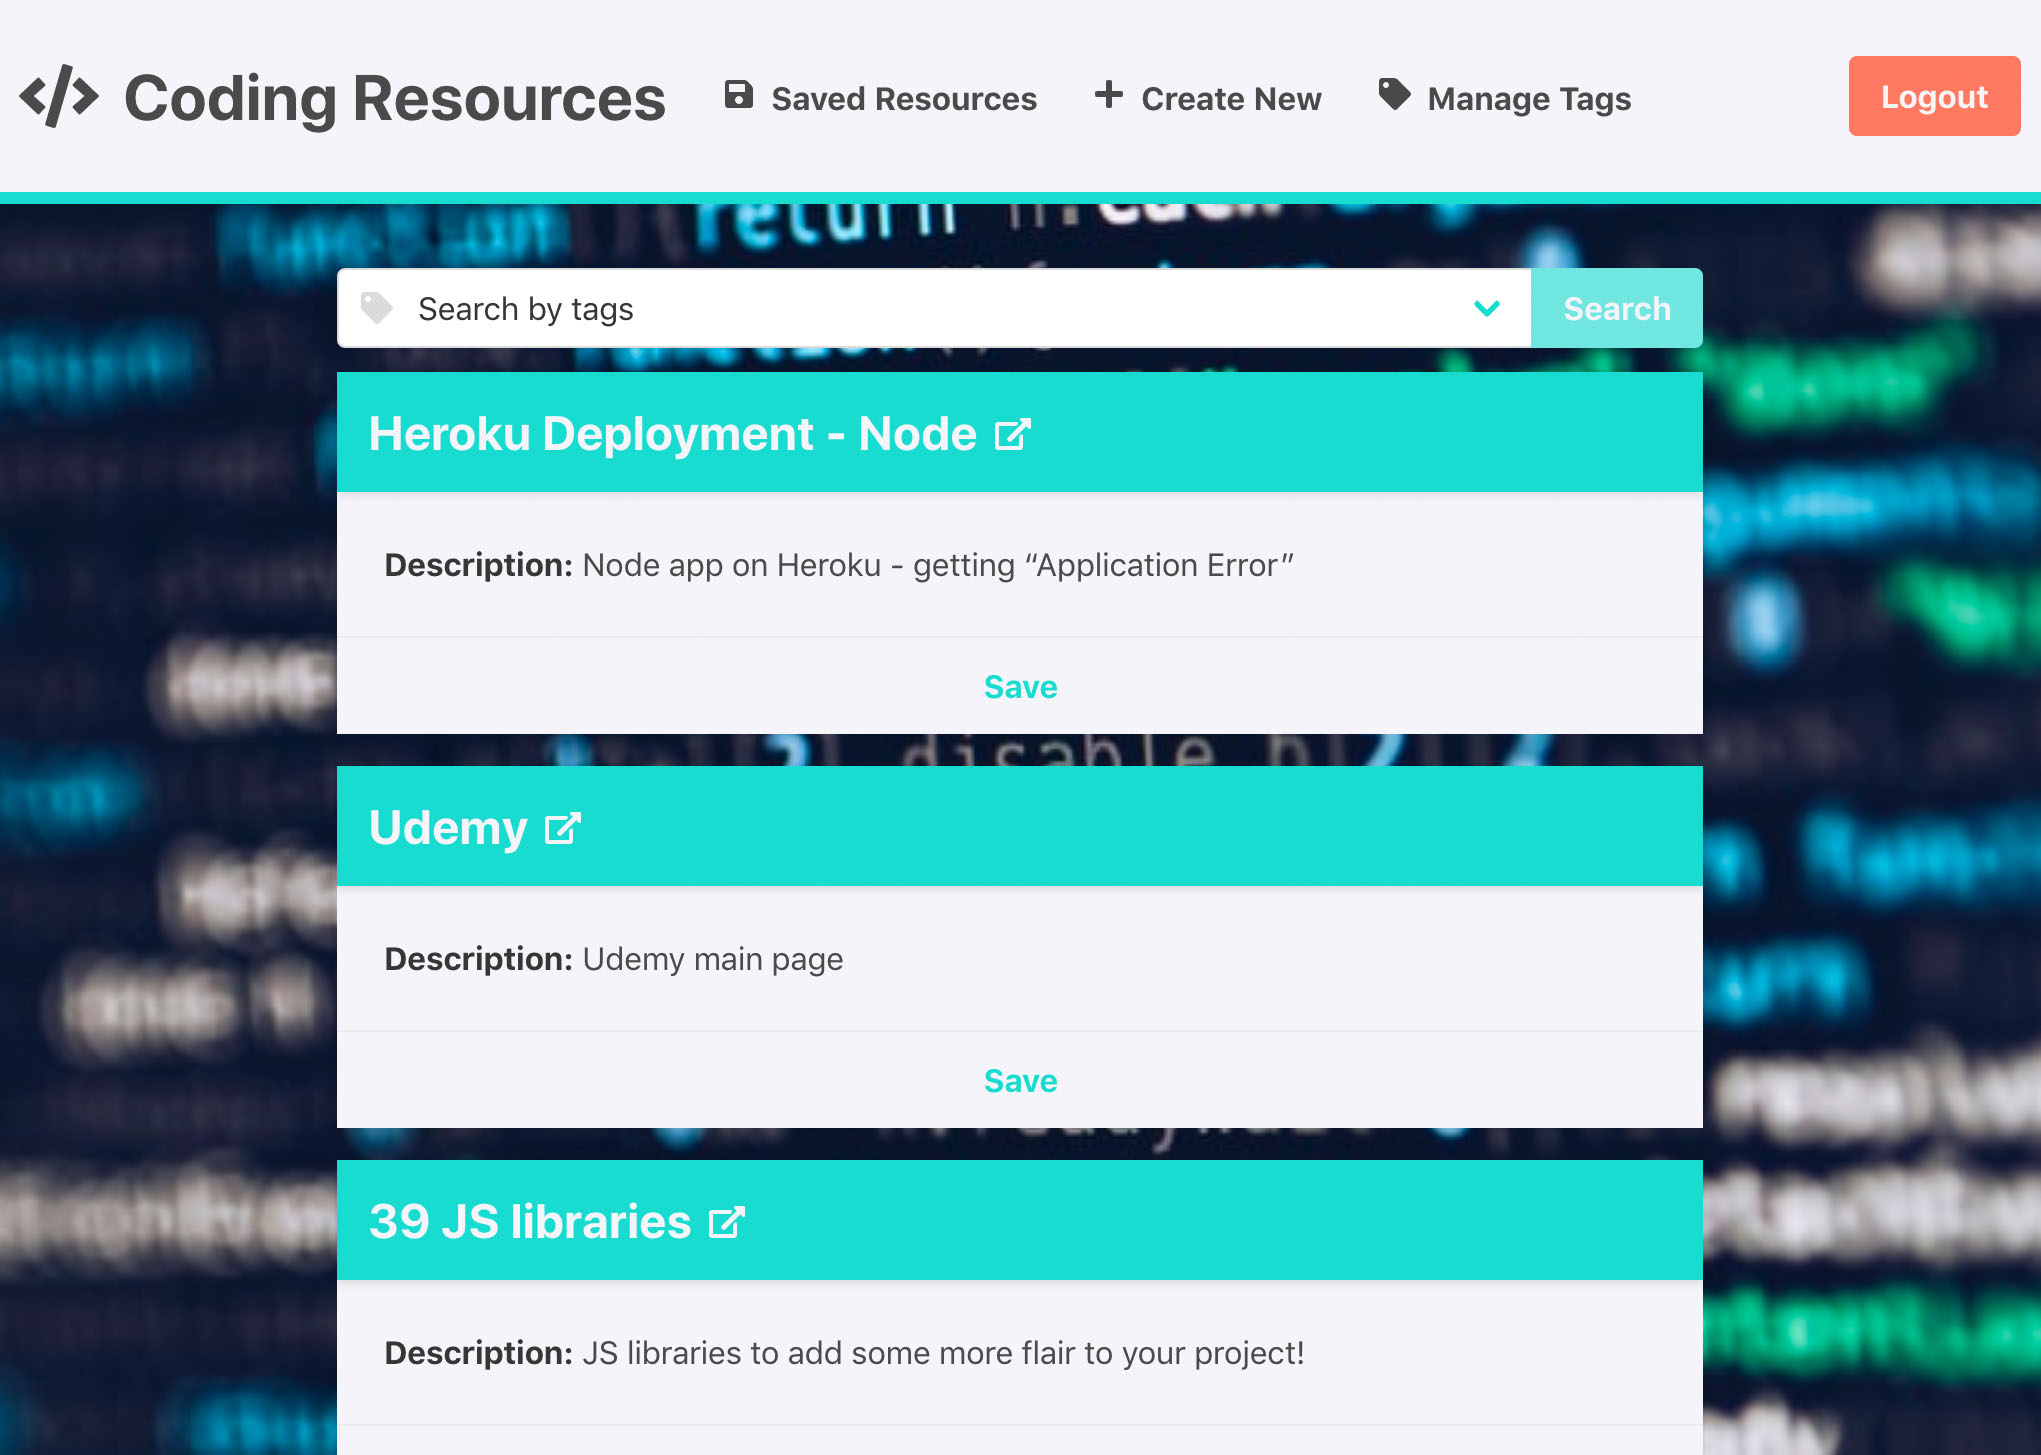 </> Coding Resources Saved Resources Create New Manage Tags Logout
return
Search by tags Search
Heroku Deployment - Node
Description: Node app on Heroku - getting “Application Error”
Save
disable
Udemy
Description: Udemy main page
Save
39 JS libraries
Description: JS libraries to add some more flair to your project!